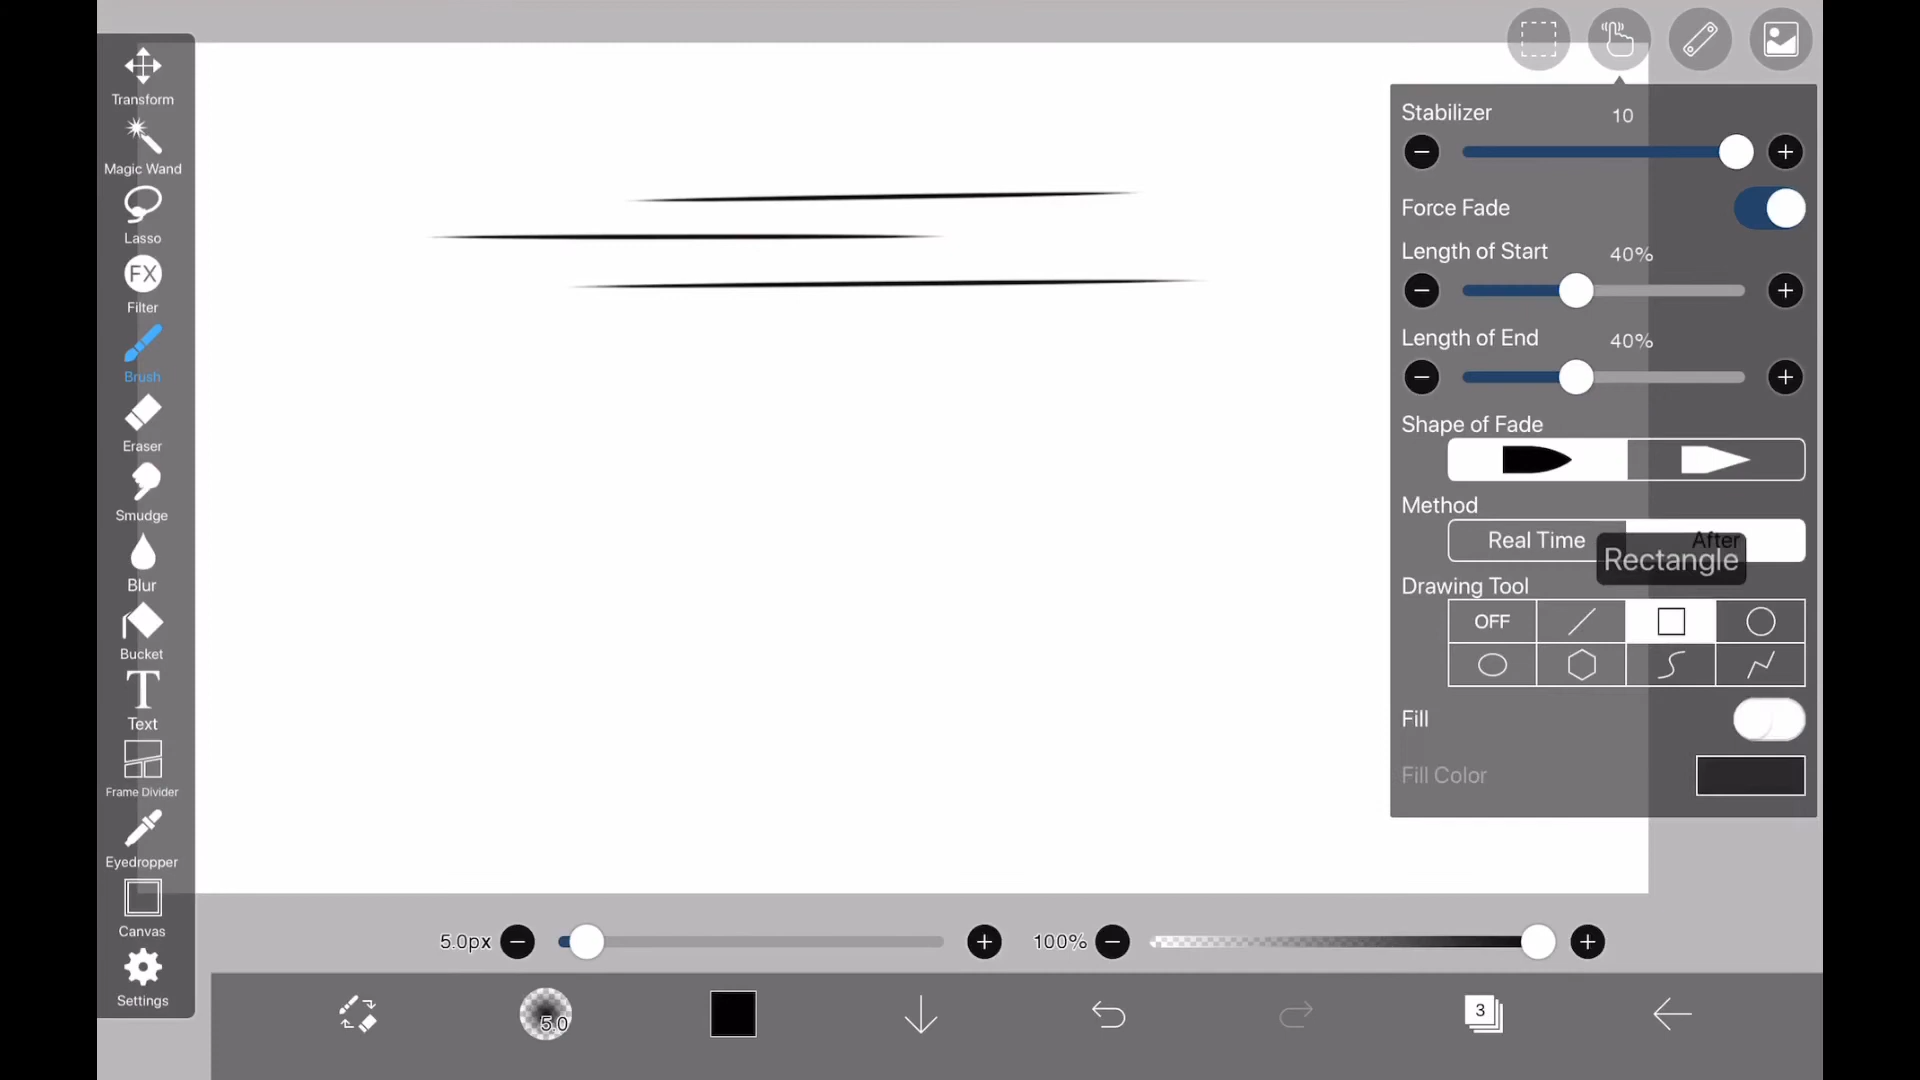 Transform
Magic Wand
Lasso
FX
Filter
Brush
Eraser
Smudge
Blur
Bucket
T
Text
Frame Divider
Eyedropper
Canvas
Settings
Stabilizer 10
Force Fade
Length of Start 40%
Length of End 40%
Shape of Fade
Method
Real Time After
Rectangle
Drawing Tool
OFF
Fill
Fill Color
5.0px 100%
5.0 3